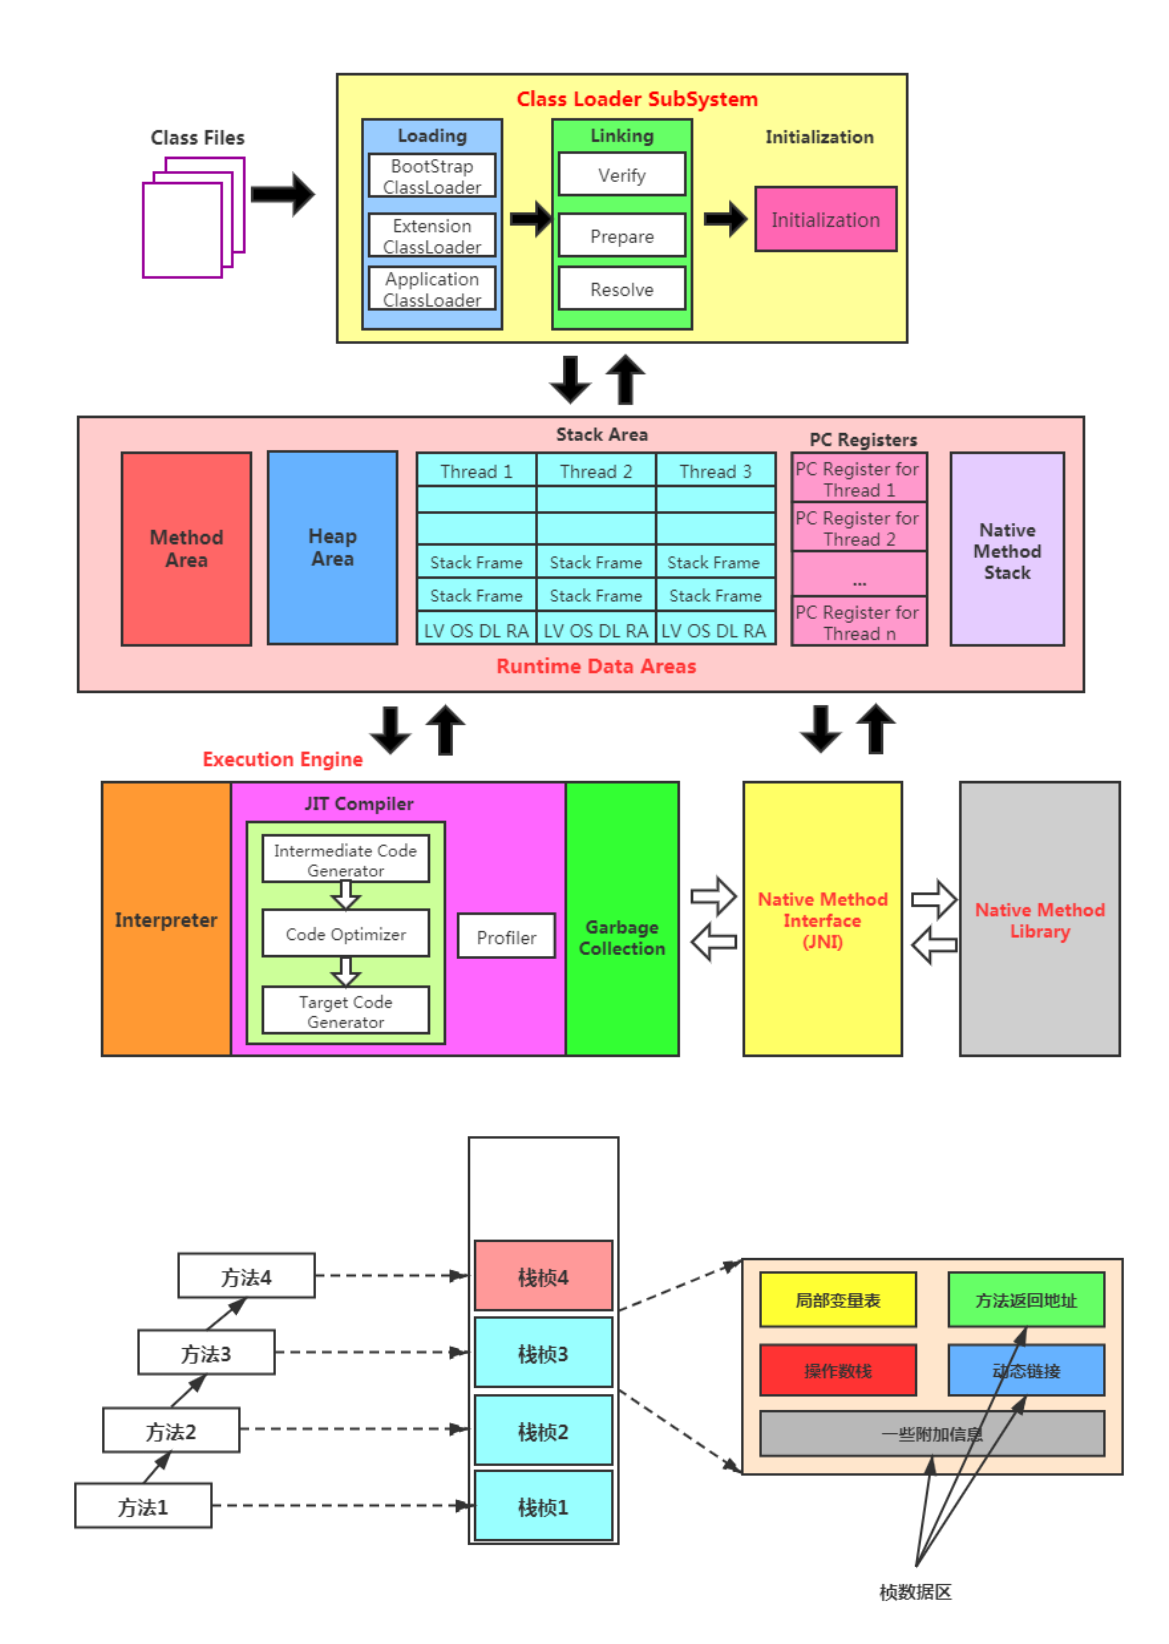 Class Loader SubSystem
Class Files
Loading
Linking
Initialization
BootStrap
ClassLoader
Verify
Extension
ClassLoader
Prepare
Initialization
Application
ClassLoader
Resolve
Stack Area
PC Registers
Method
Area
Heap
Area
Thread 1
Thread 2
Thread 3
Stack Frame
Stack Frame
Stack Frame
Stack Frame
Stack Frame
Stack Frame
LV OS DL RA
LV OS DL RA
LV OS DL RA
PC Register for
Thread 1
PC Register for
Thread 2
...
PC Register for
Thread n
Native
Method
Stack
Runtime Data Areas
Execution Engine
Interpreter
JIT Compiler
Intermediate Code
Generator
Code Optimizer
Target Code
Generator
Profiler
Garbage
Collection
Native Method
Interface
(JNI)
Native Method
Library
方法4
方法3
方法2
方法1
栈桢4
栈桢3
栈桢2
栈桢1
局部变量表
方法返回地址
操作数栈
动态链接
一些附加信息
桢数据区